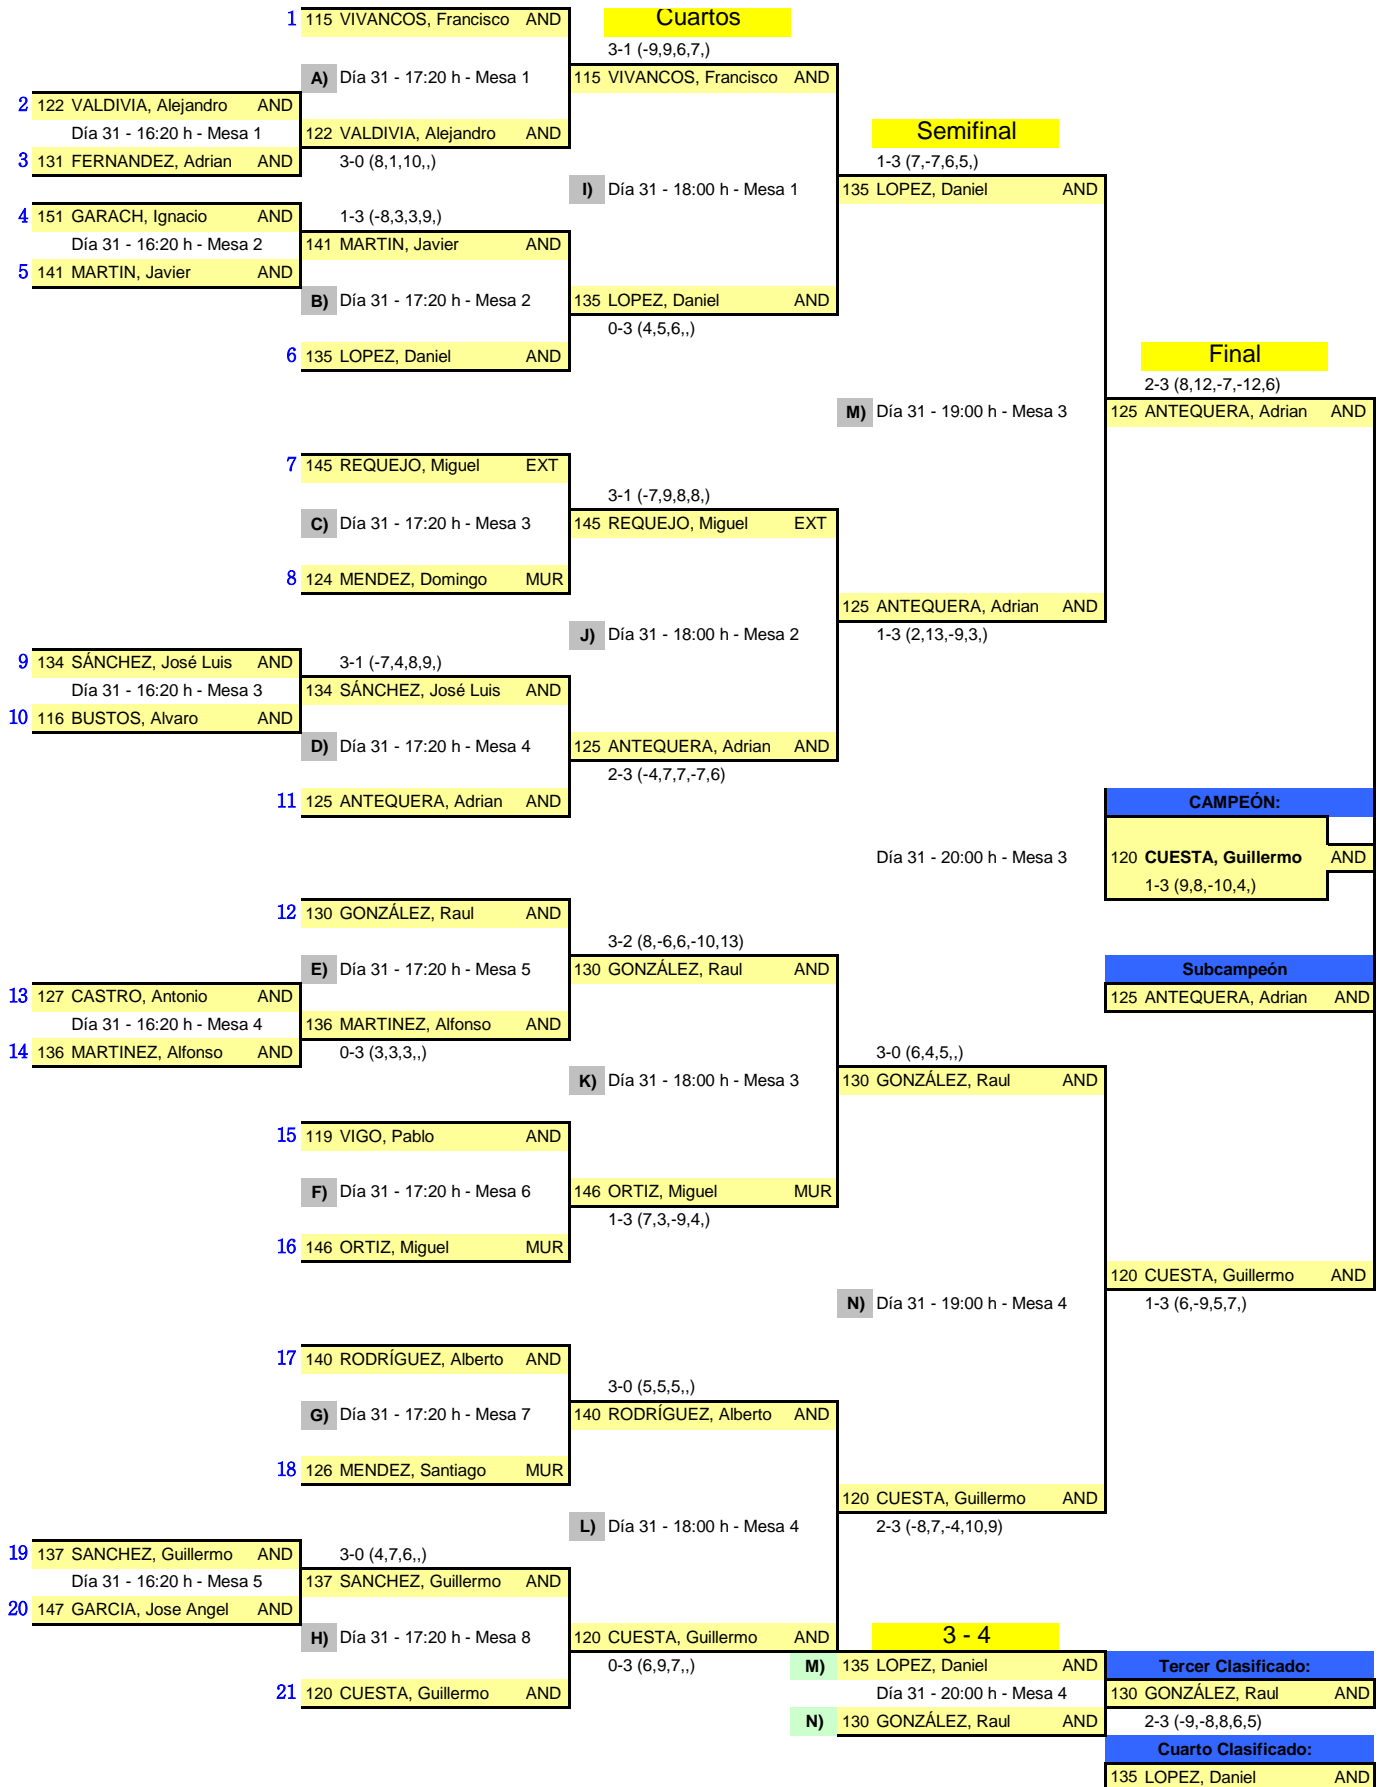 1 115 VIVANCOS, Francisco AND Cuartos
3-1 (-9,9,6,7,)
A) Día 31 - 17:20 h - Mesa 1 115 VIVANCOS, Francisco AND
2 122 VALDIVIA, Alejandro AND
Día 31 - 16:20 h - Mesa 1 122 VALDIVIA, Alejandro AND Semifinal
3 131 FERNANDEZ, Adrian AND 3-0 (8,1,10,,) 1-3 (7,-7,6,5,)
I) Día 31 - 18:00 h - Mesa 1 135 LOPEZ, Daniel AND
4 151 GARACH, Ignacio AND 1-3 (-8,3,3,9,)
Día 31 - 16:20 h - Mesa 2 141 MARTIN, Javier AND
5 141 MARTIN, Javier AND
B) Día 31 - 17:20 h - Mesa 2 135 LOPEZ, Daniel AND
0-3 (4,5,6,,)
6 135 LOPEZ, Daniel AND Final
2-3 (8,12,-7,-12,6)
M) Día 31 - 19:00 h - Mesa 3 125 ANTEQUERA, Adrian AND
7 145 REQUEJO, Miguel EXT
3-1 (-7,9,8,8,)
C) Día 31 - 17:20 h - Mesa 3 145 REQUEJO, Miguel EXT
8 124 MENDEZ, Domingo MUR
125 ANTEQUERA, Adrian AND
J) Día 31 - 18:00 h - Mesa 2 1-3 (2,13,-9,3,)
9 134 SÁNCHEZ, José Luis AND 3-1 (-7,4,8,9,)
Día 31 - 16:20 h - Mesa 3 134 SÁNCHEZ, José Luis AND
10 116 BUSTOS, Alvaro AND
D) Día 31 - 17:20 h - Mesa 4 125 ANTEQUERA, Adrian AND
2-3 (-4,7,7,-7,6)
11 125 ANTEQUERA, Adrian AND CAMPEÓN:
Día 31 - 20:00 h - Mesa 3 120 CUESTA, Guillermo AND
1-3 (9,8,-10,4,)
12 130 GONZÁLEZ, Raul AND
3-2 (8,-6,6,-10,13)
E) Día 31 - 17:20 h - Mesa 5 130 GONZÁLEZ, Raul AND Subcampeón
13 127 CASTRO, Antonio AND 125 ANTEQUERA, Adrian AND
Día 31 - 16:20 h - Mesa 4 136 MARTINEZ, Alfonso AND
14 136 MARTINEZ, Alfonso AND 0-3 (3,3,3,,) 3-0 (6,4,5,,)
K) Día 31 - 18:00 h - Mesa 3 130 GONZÁLEZ, Raul AND
15 119 VIGO, Pablo AND
F) Día 31 - 17:20 h - Mesa 6 146 ORTIZ, Miguel MUR
1-3 (7,3,-9,4,)
16 146 ORTIZ, Miguel MUR
120 CUESTA, Guillermo AND
N) Día 31 - 19:00 h - Mesa 4 1-3 (6,-9,5,7,)
17 140 RODRÍGUEZ, Alberto AND
3-0 (5,5,5,,)
G) Día 31 - 17:20 h - Mesa 7 140 RODRÍGUEZ, Alberto AND
18 126 MENDEZ, Santiago MUR
120 CUESTA, Guillermo AND
L) Día 31 - 18:00 h - Mesa 4 2-3 (-8,7,-4,10,9)
19 137 SANCHEZ, Guillermo AND 3-0 (4,7,6,,)
Día 31 - 16:20 h - Mesa 5 137 SANCHEZ, Guillermo AND
20 147 GARCIA, Jose Angel AND
H) Día 31 - 17:20 h - Mesa 8 120 CUESTA, Guillermo AND 3 - 4
0-3 (6,9,7,,) M) 135 LOPEZ, Daniel AND Tercer Clasificado:
21 120 CUESTA, Guillermo AND Día 31 - 20:00 h - Mesa 4 130 GONZÁLEZ, Raul AND
N) 130 GONZÁLEZ, Raul AND 2-3 (-9,-8,8,6,5)
Cuarto Clasificado:
135 LOPEZ, Daniel AND